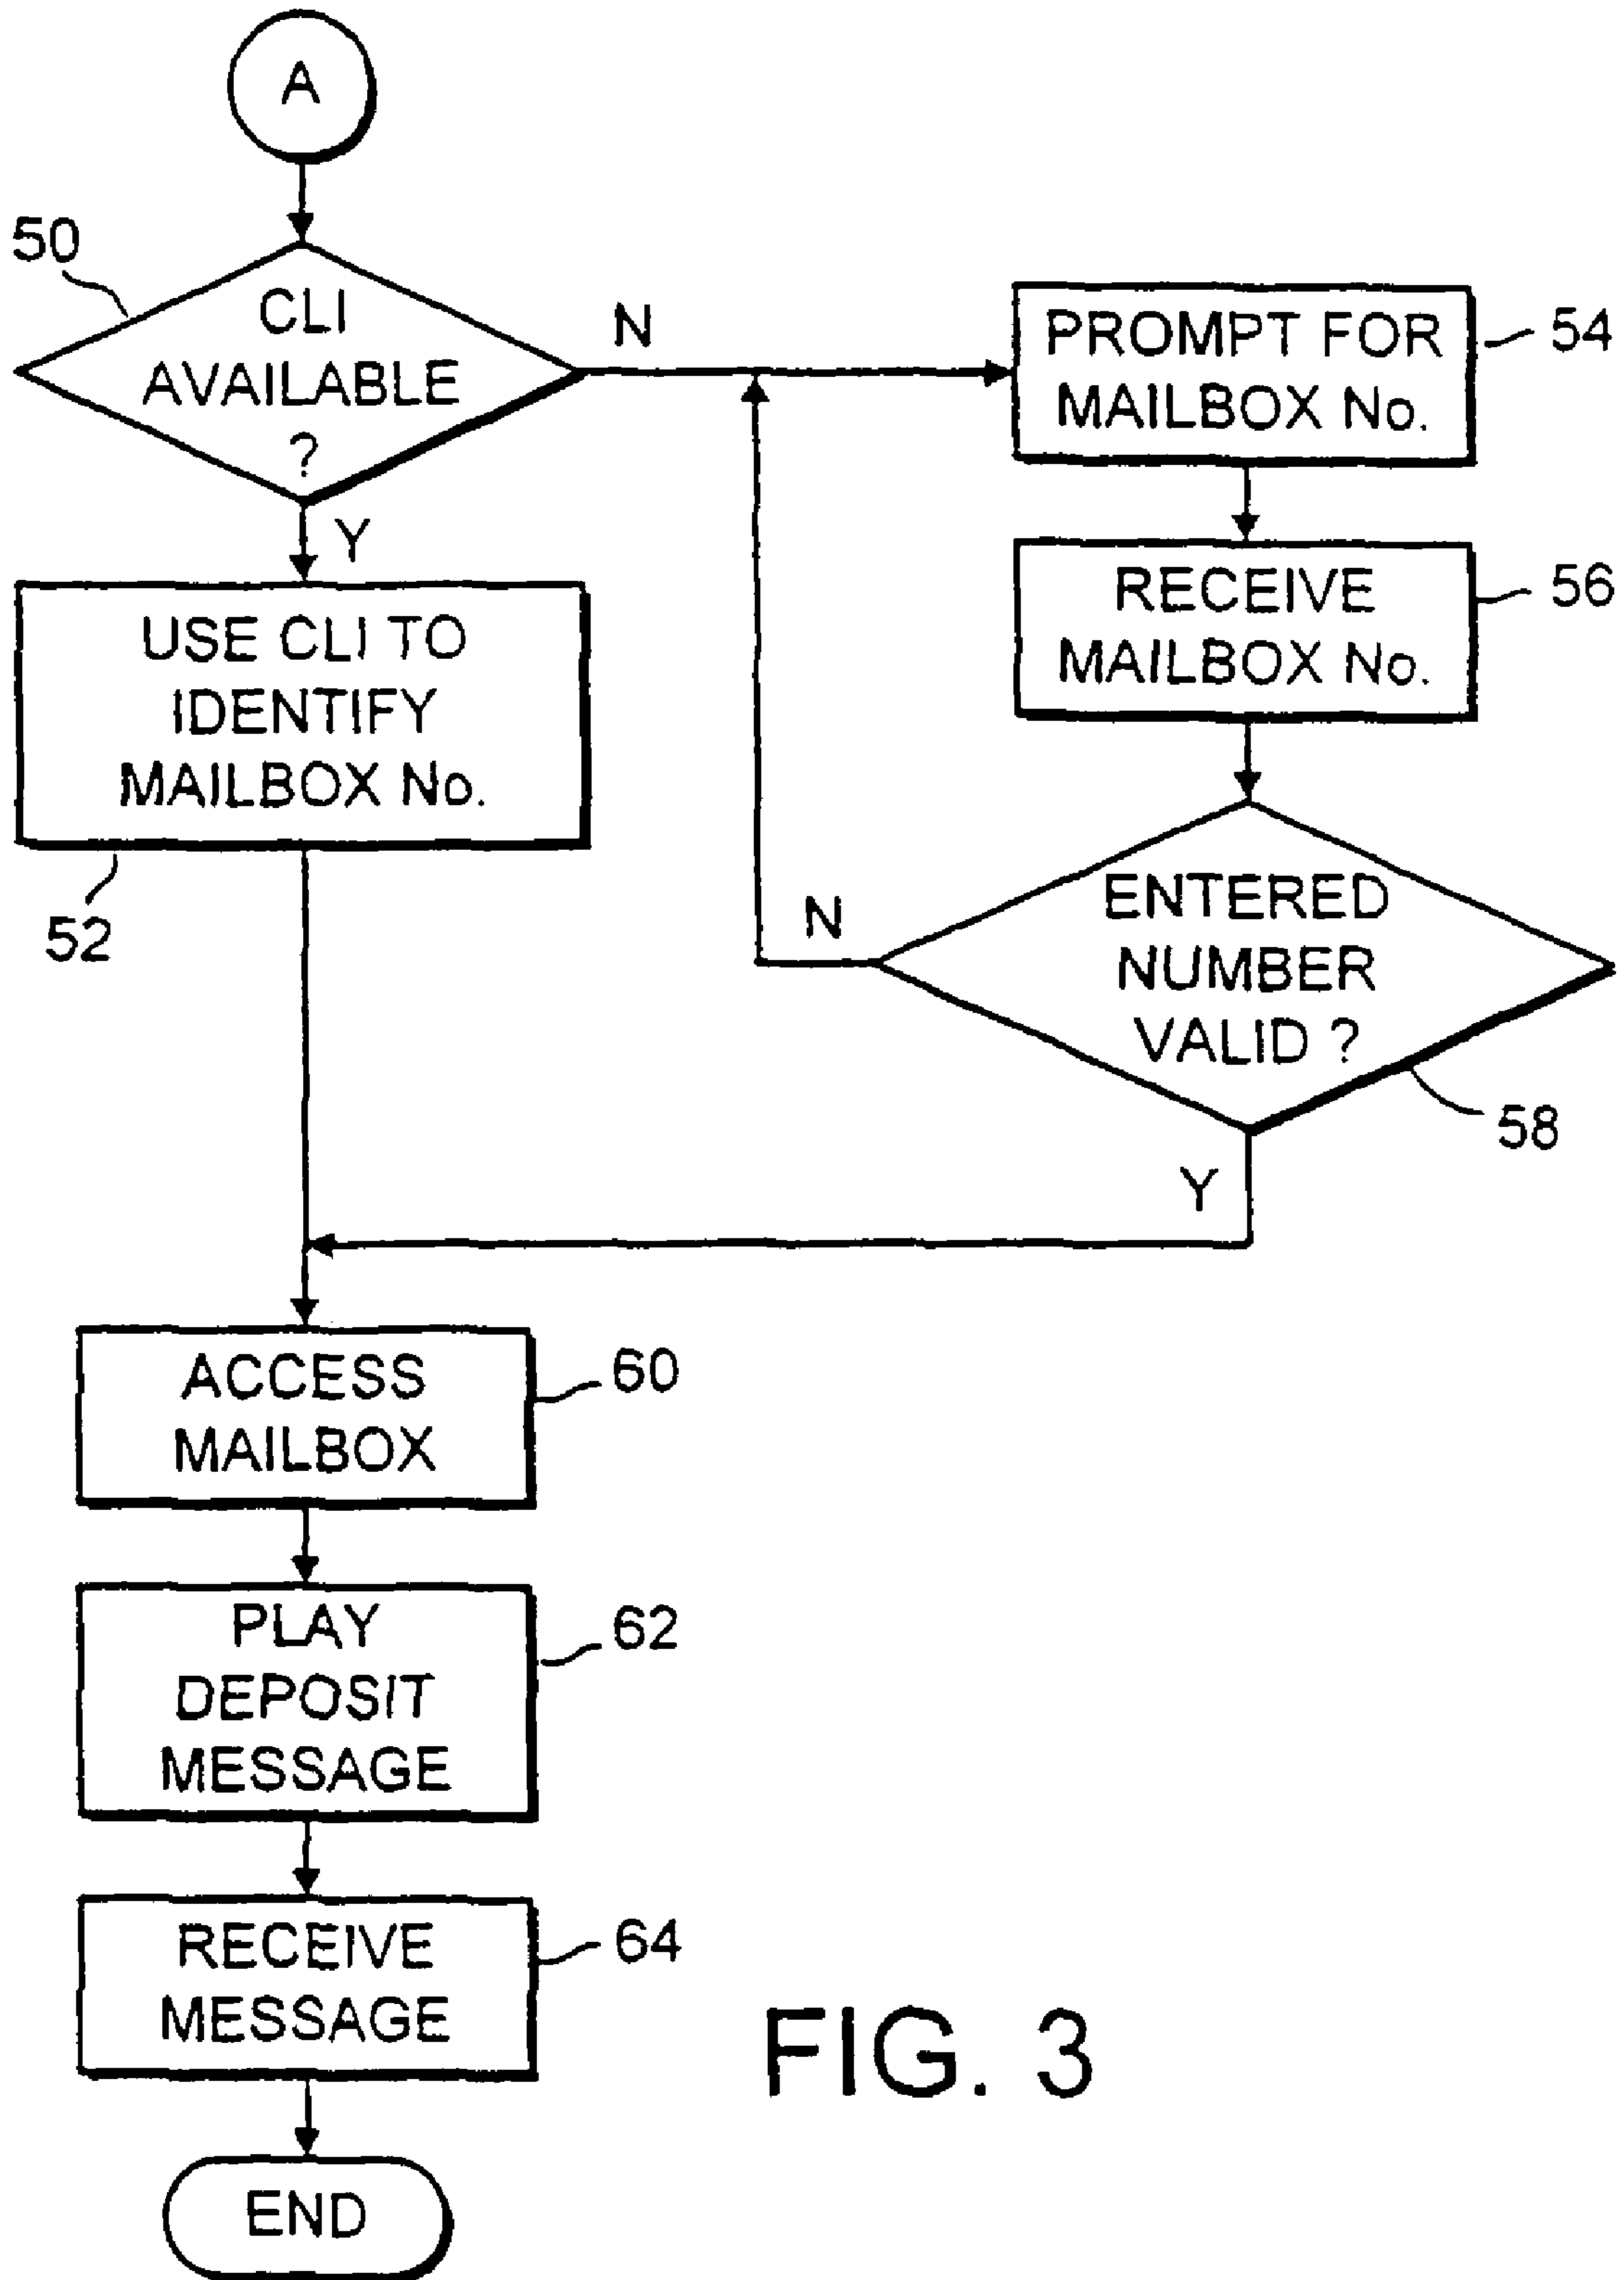 A
50
CLI
AVAILABLE
?
N
Y
PROMPT FOR
MAILBOX No.
54
RECEIVE
MAILBOX No.
56
USE CLI TO
IDENTIFY
MAILBOX No.
52
ENTERED
NUMBER
VALID ?
N
58
Y
ACCESS
MAILBOX
60
PLAY
DEPOSIT
MESSAGE
62
RECEIVE
MESSAGE
64
END
FIG. 3